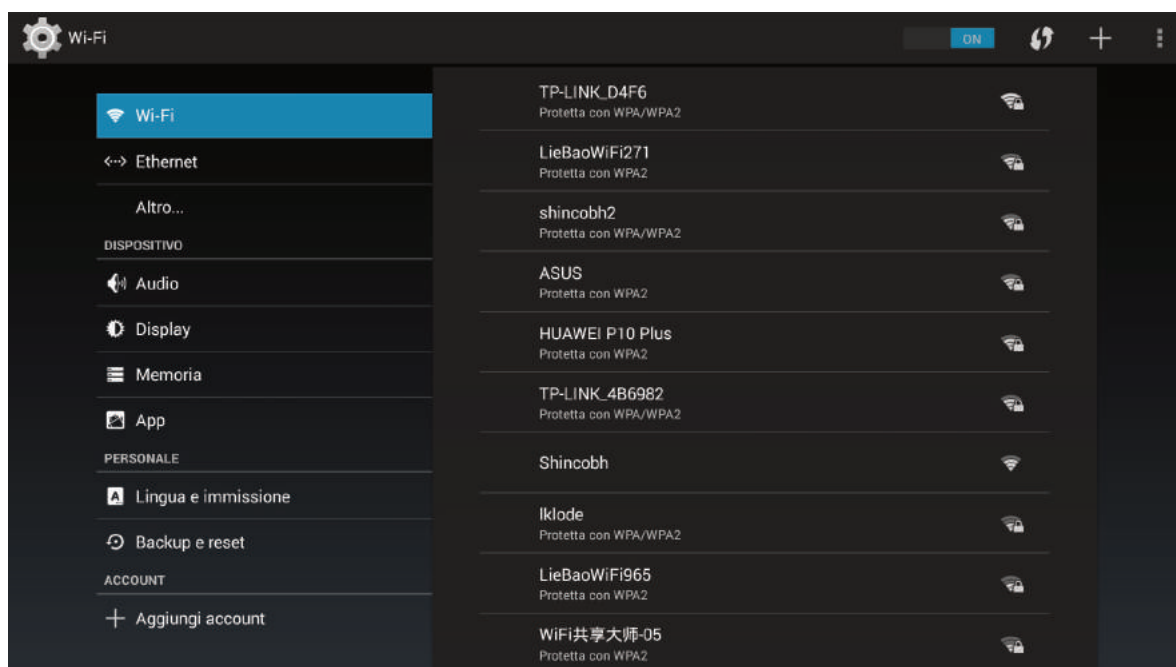 Wi-Fi
ON
Wi-Fi
Ethernet
Altro...
DISPOSITIVO
Audio
Display
Memoria
App
PERSONALE
Lingua e immissione
Backup e reset
ACCOUNT
Aggiungi account
TP-LINK_D4F6
Protetta con WPA/WPA2
LieBaoWiFi271
Protetta con WPA2
shincobh2
Protetta con WPA/WPA2
ASUS
Protetta con WPA2
HUAWEI P10 Plus
Protetta con WPA2
TP-LINK_4B6982
Protetta con WPA/WPA2
Shincobh
lklode
Protetta con WPA/WPA2
LieBaoWiFi965
Protetta con WPA2
WiFi共享大师-05
Protetta con WPA2